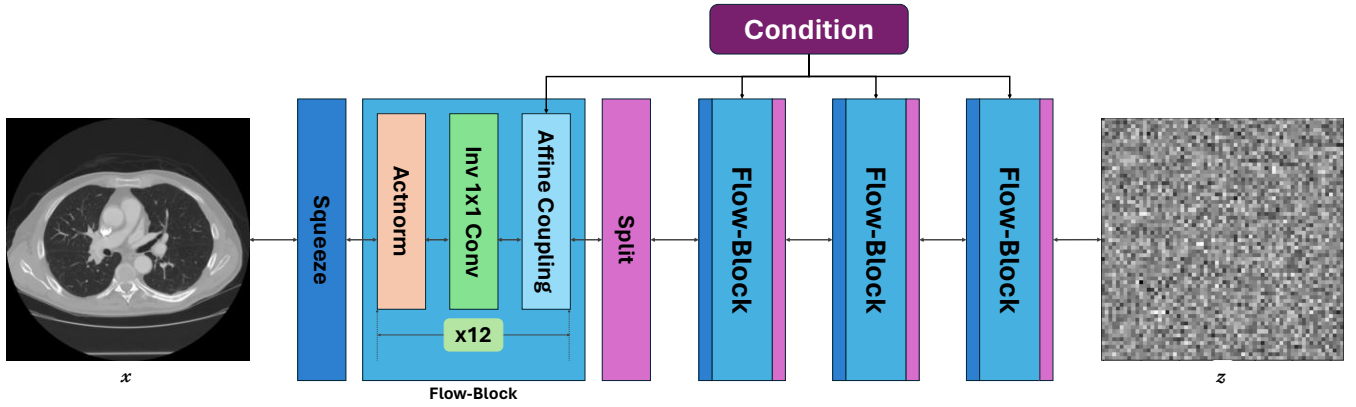 Condition
Squeeze
Actnorm
Inv 1x1 Conv
Affine Coupling
x12
Flow-Block
Split
Flow-Block
Flow-Block
Flow-Block
x
z